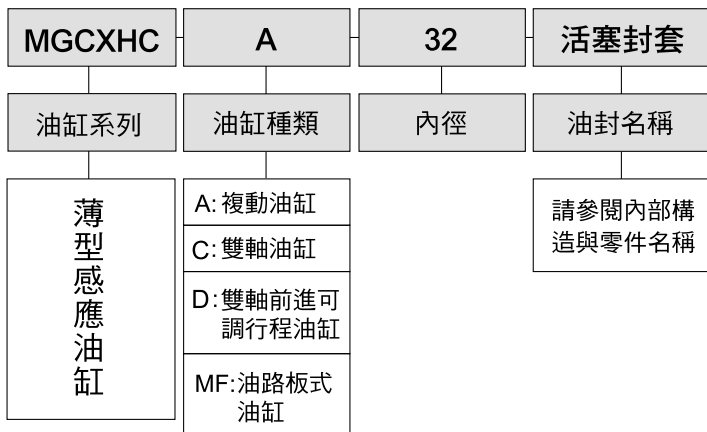 MGCXHC A 32 活塞封套
油缸系列 油缸種類 內徑 油封名稱
薄型感應油缸
A:複動油缸
C:雙軸油缸
D:雙軸前進可
調行程油缸
MF:油路板式
油缸
請參閱內部構
造與零件名稱